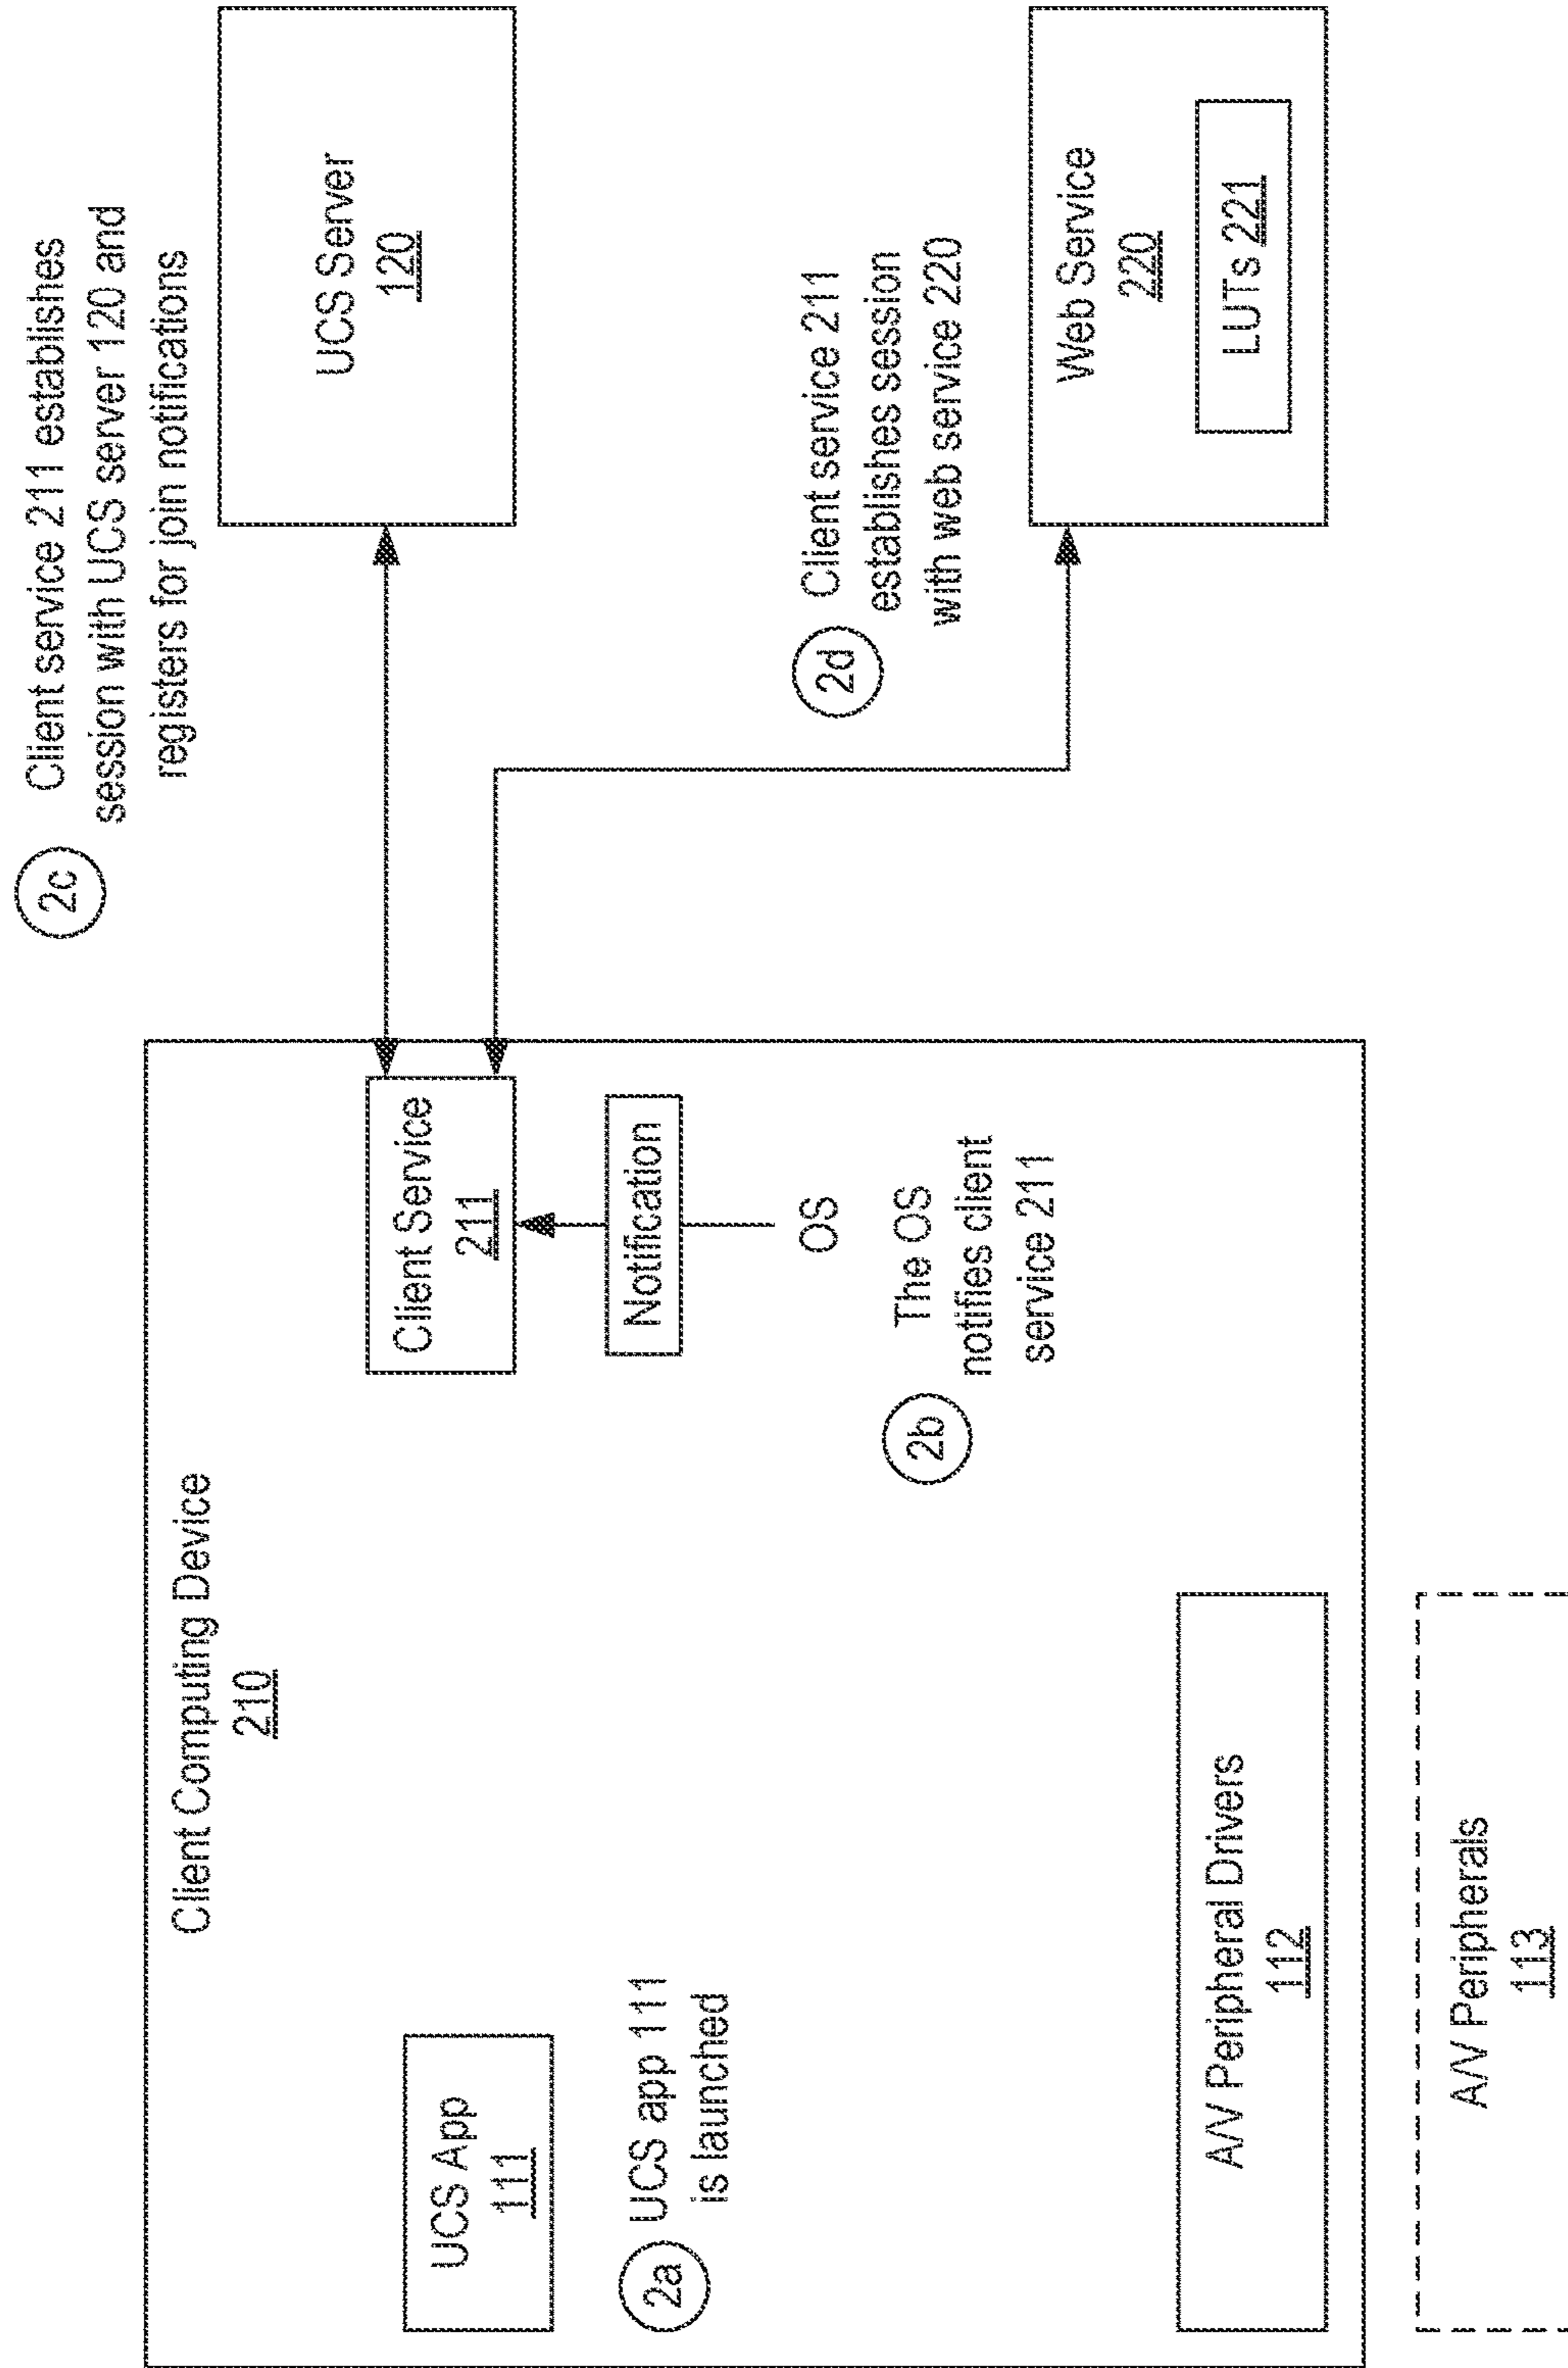 2c Client service 211 establishes
session with UCS server 120 and
registers for join notifications
Client Computing Device
210
UCS App
111
2a UCS app 111
is launched
Client Service
211
Notification
OS
2b The OS
notifies client
service 211
A/V Peripheral Drivers
112
A/V Peripherals
113
UCS Server
120
2d Client service 211
establishes session
with web service 220
Web Service
220
LUTs 221